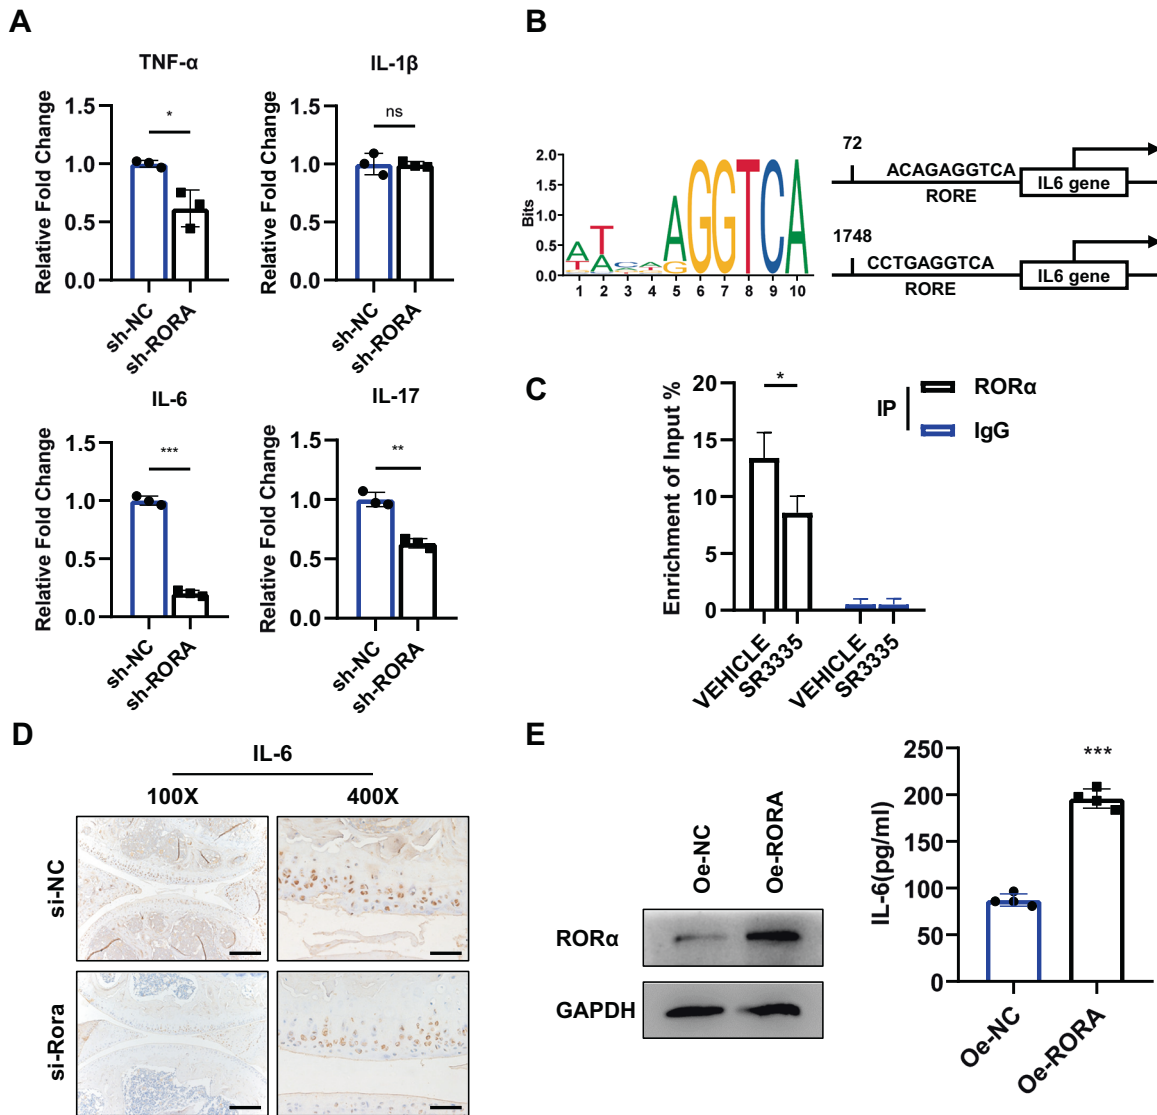 A
TNF-α
Relative Fold Change
1.5
1.0
0.5
0.0
*
sh-NC
sh-RORA
IL-1β
Relative Fold Change
1.5
1.0
0.5
0.0
ns
sh-NC
sh-RORA
IL-6
Relative Fold Change
1.5
1.0
0.5
0.0
***
sh-NC
sh-RORA
IL-17
Relative Fold Change
1.5
1.0
0.5
0.0
**
sh-NC
sh-RORA
B
Bits
2.0
1.5
1.0
0.5
0.0
A T
T A C A A G G T C A
T G
1 2 3 4 5 6 7 8 9 10
72
ACAGAGGTCA
RORE
IL6 gene
1748
CCTGAGGTCA
RORE
IL6 gene
C
Enrichment of Input %
20
15
10
5
0
*
VEHICLE
SR3335
VEHICLE
SR3335
IP
RORα
IgG
D
IL-6
100X
400X
si-NC
si-Rora
E
Oe-NC
Oe-RORA
RORα
GAPDH
IL-6(pg/ml)
250
200
150
100
50
0
***
Oe-NC
Oe-RORA